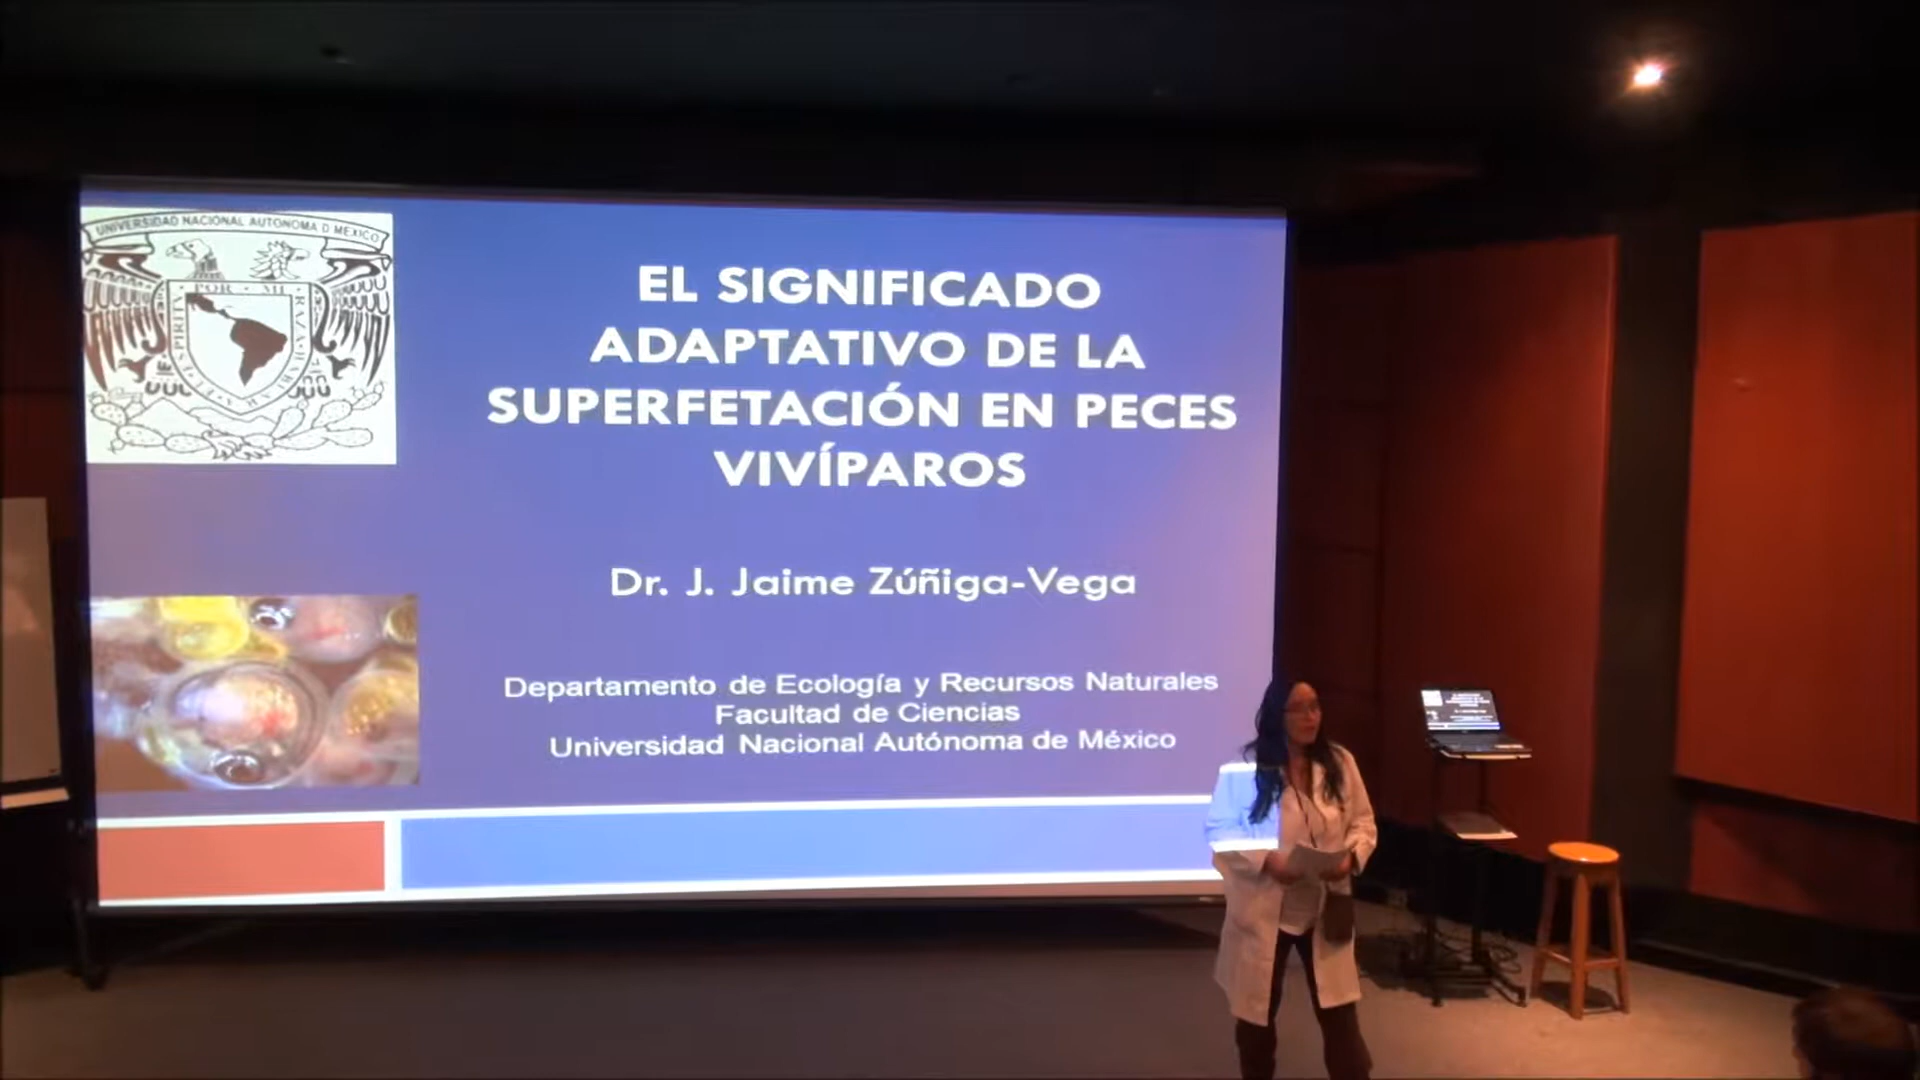 UNIVERSIDAD NACIONAL AUTONOMA D MEXICO
POR MI RAZA HABLARA EL ESPIRITU
EL SIGNIFICADO
ADAPTATIVO DE LA
SUPERFETACIÓN EN PECES
VIVÍPAROS
Dr. J. Jaime Zúñiga-Vega
Departamento de Ecología y Recursos Naturales
Facultad de Ciencias
Universidad Nacional Autónoma de México